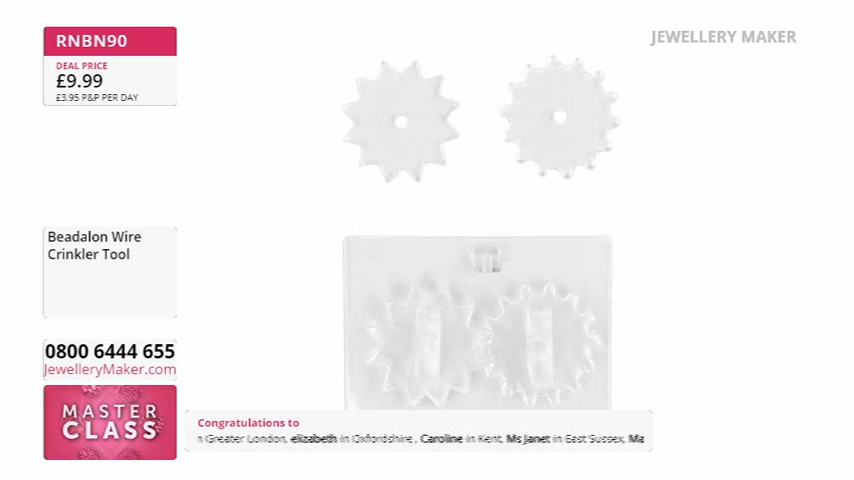 RNBN90
DEAL PRICE
£9.99
£3.95 P&P PER DAY
JEWELLERY MAKER
Beadalon Wire
Crinkler Tool
0800 6444 655
JewelleryMaker.com
MASTER
CLASS
Congratulations to
n Greater London, elizabeth in Oxfordshire, Caroline in Kent, Ms Janet in East Sussex, Ma